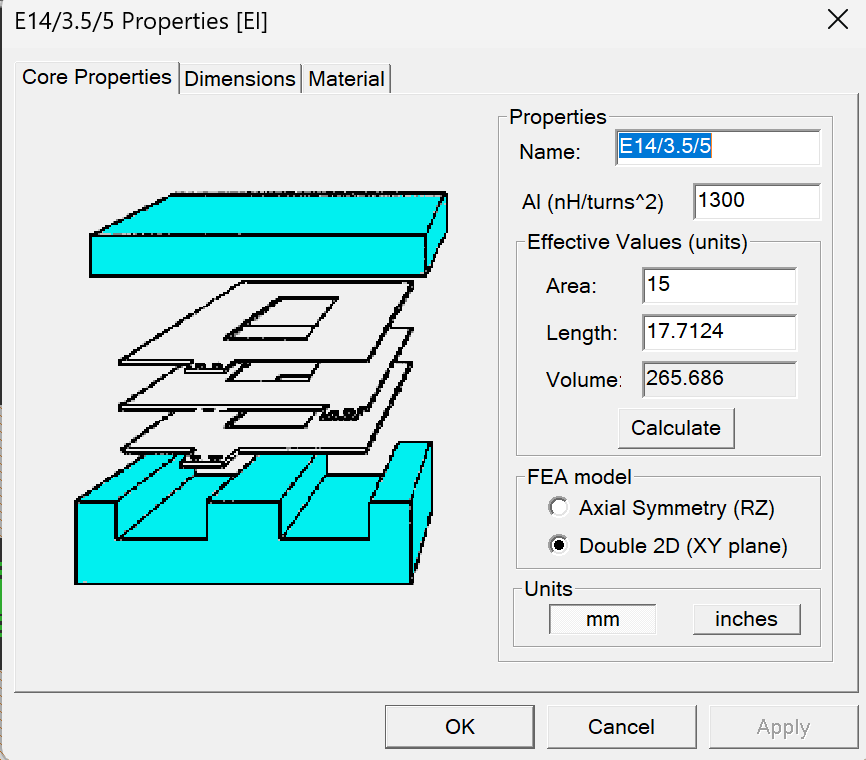 E14/3.5/5 Properties [EI]
Core Properties Dimensions Material
Properties
Name: E14/3.5/5
Al (nH/turns^2) 1300
Effective Values (units)
Area: 15
Length: 17.7124
Volume: 265.686
Calculate
FEA model
Axial Symmetry (RZ)
Double 2D (XY plane)
Units
mm inches
OK Cancel Apply